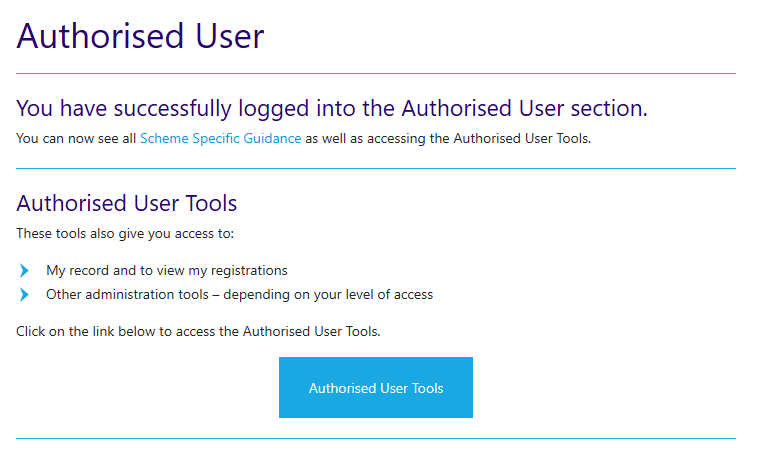 Authorised User
You have successfully logged into the Authorised User section.
You can now see all Scheme Specific Guidance as well as accessing the Authorised User Tools.
Authorised User Tools
These tools also give you access to:
My record and to view my registrations
Other administration tools – depending on your level of access
Click on the link below to access the Authorised User Tools.
Authorised User Tools